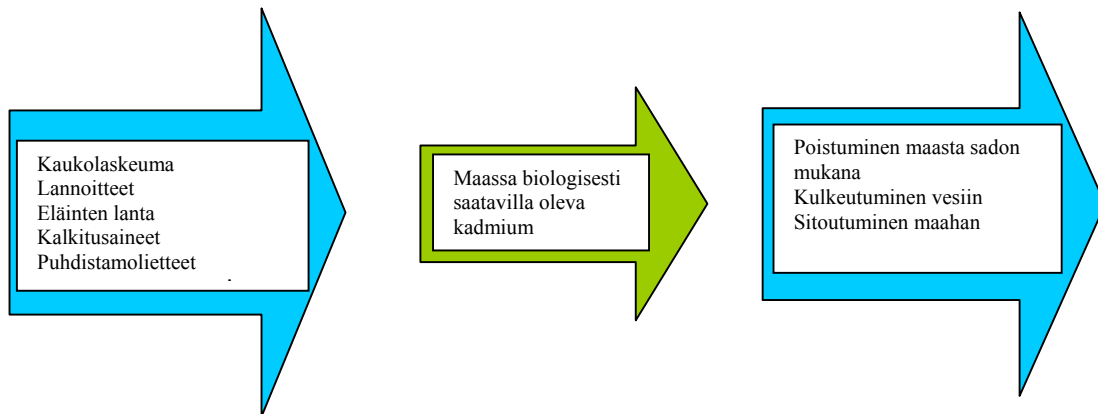 Kaukolaskeuma
Lannoitteet
Eläinten lanta
Kalkitusaineet
Puhdistamolietteet
.
Maassa biologisesti
saatavilla oleva
kadmium
Poistuminen maasta sadon
mukana
Kulkeutuminen vesiin
Sitoutuminen maahan